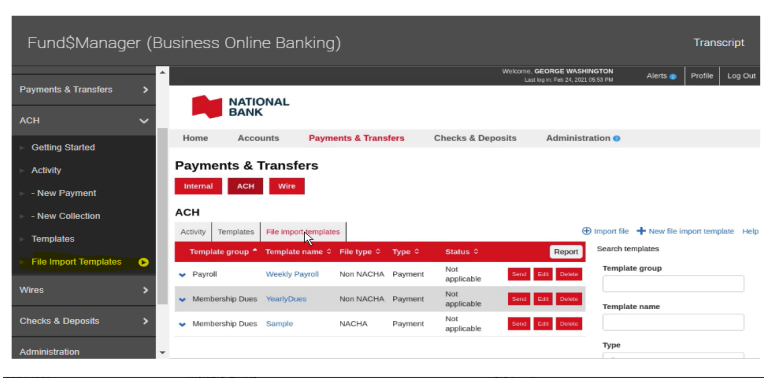 Fund$Manager (Business Online Banking)
Transcript
Payments & Transfers
ACH
Getting Started
Activity
- New Payment
- New Collection
Templates
File Import Templates
Wires
Checks & Deposits
Administration
Welcome, GEORGE WASHINGTON
Last log in: Feb 24, 2021 05:53 PM
Alerts
Profile
Log Out
NATIONAL
BANK
Home Accounts Payments & Transfers Checks & Deposits Administration
Payments & Transfers
Internal ACH Wire
ACH
Activity Templates File import templates
Import file New file import template Help
Template group Template name File type Type Status Report
Payroll Weekly Payroll Non NACHA Payment Not applicable Send Edit Delete
Membership Dues YearlyDues Non NACHA Payment Not applicable Send Edit Delete
Membership Dues Sample NACHA Payment Not applicable Send Edit Delete
Search templates
Template group
Template name
Type